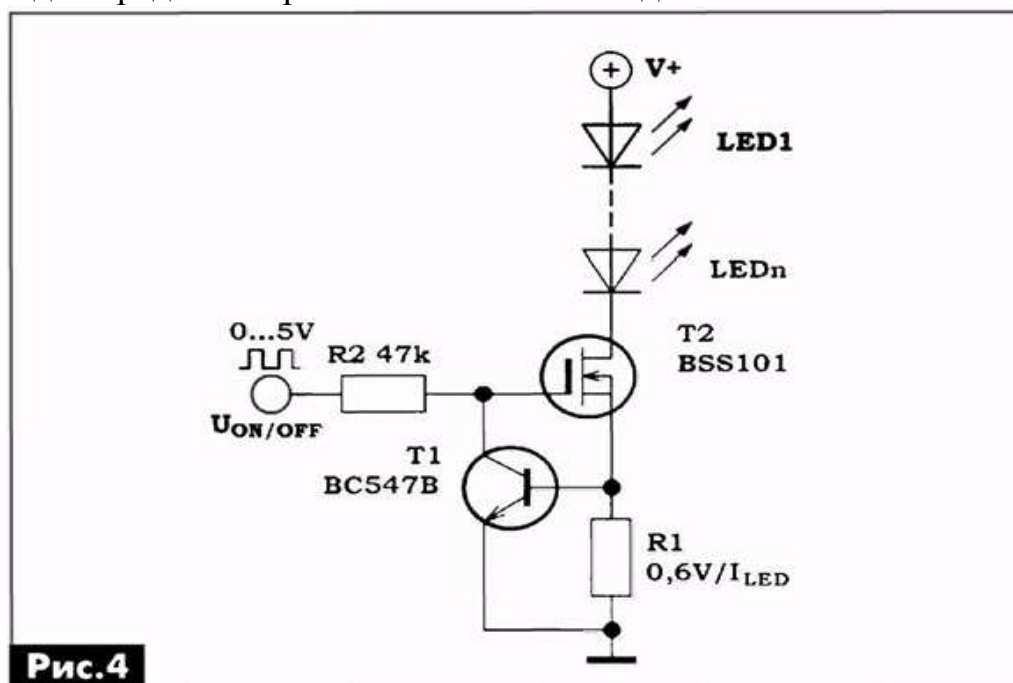 V+
LED1
LEDn
T2
BSS101
0...5V
R2 47k
UON/OFF
T1
BC547B
R1
0,6V/ILED
Рис.4